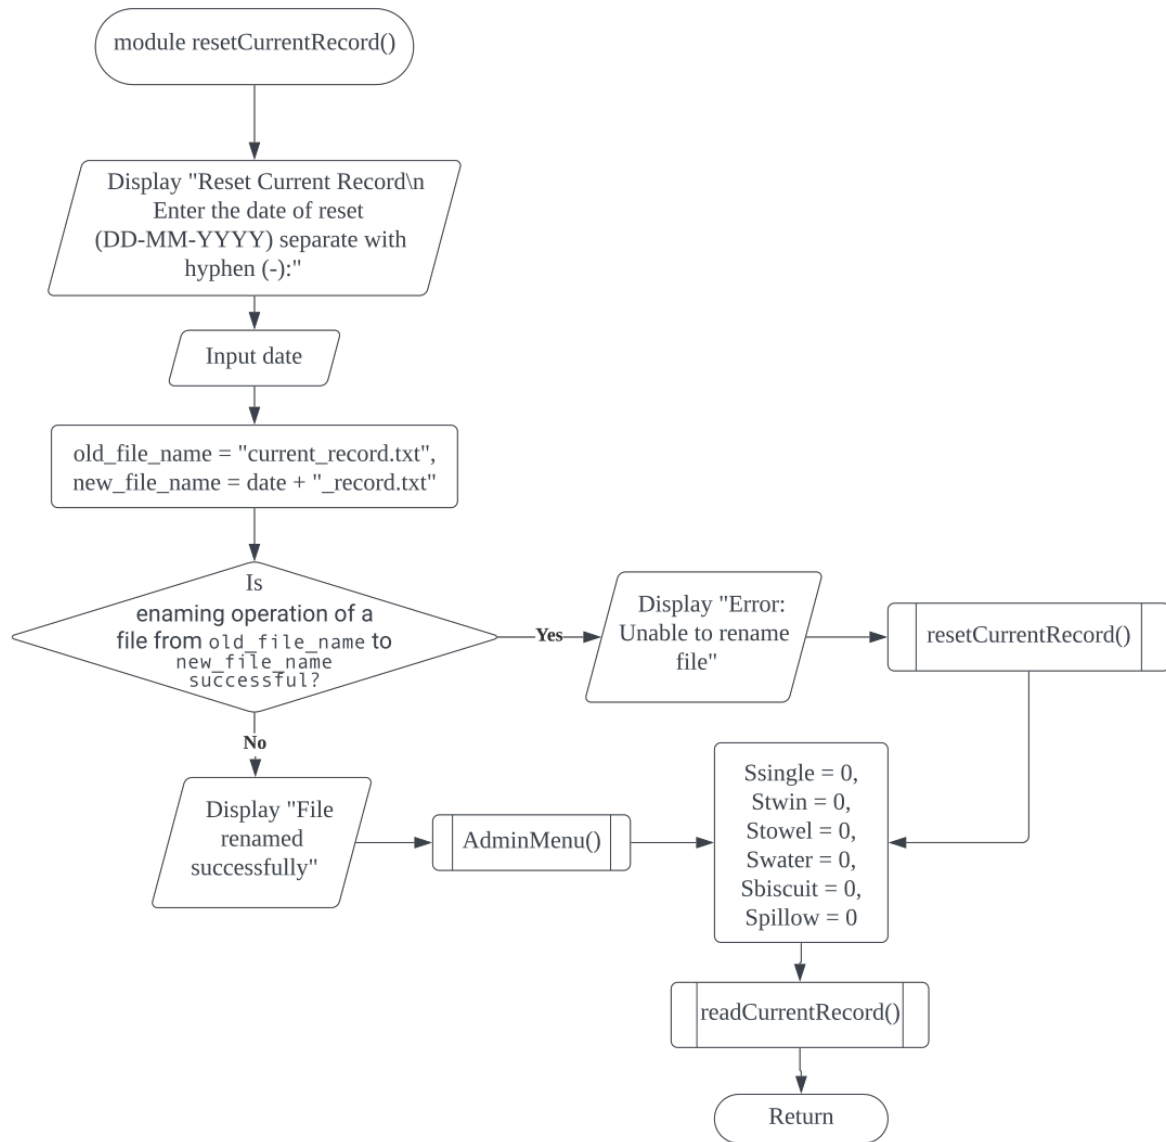 module resetCurrentRecord()
Display "Reset Current Record\n
Enter the date of reset
(DD-MM-YYYY) separate with
hyphen (-):"
Input date
old_file_name = "current_record.txt",
new_file_name = date + "_record.txt"
Is
enaming operation of a
file from old_file_name to
new_file_name
successful?
Yes
Display "Error:
Unable to rename
file"
resetCurrentRecord()
No
Display "File
renamed
successfully"
AdminMenu()
Ssingle = 0,
Stwin = 0,
Stowel = 0,
Swater = 0,
Sbiscuit = 0,
Spillow = 0
readCurrentRecord()
Return